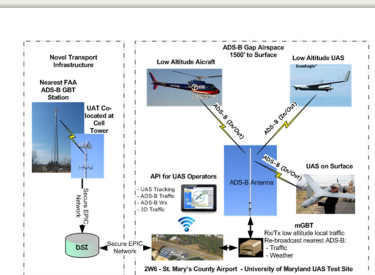 Novel Transport
Infrastructure
Nearest FAA
ADS-B GBT
Station
UAT Co-
located at
Cell
Tower
Secure EPIC
Network
DSI
Secure EPIC
Network
ADS-B Gap Airspace
1500' to Surface
Low Altitude Aicraft
Low Altitude UAS
ScanEagle
ADS-B (In/Out)
ADS-B (In/Out)
ADS-B (In/Out)
API for UAS Operators
- UAS Tracking
- ADS-B Traffic
- ADS-B Wx
- 3D Traffic
ADS-B Antenna
UAS on Surface
mGBT
Rx/Tx low altitude local traffic
Re-broadcast nearest ADS-B:
- Traffic
- Weather
2W6 - St. Mary's County Airport - University of Maryland UAS Test Site